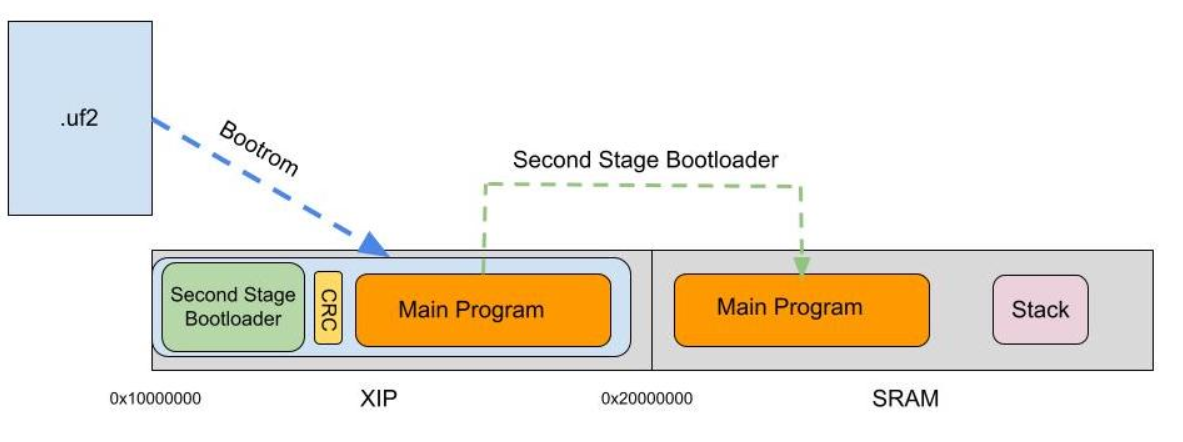 .uf2
Bootrom
Second Stage Bootloader
Second Stage
Bootloader
CRC
Main Program
Main Program
Stack
0x10000000
XIP
0x20000000
SRAM